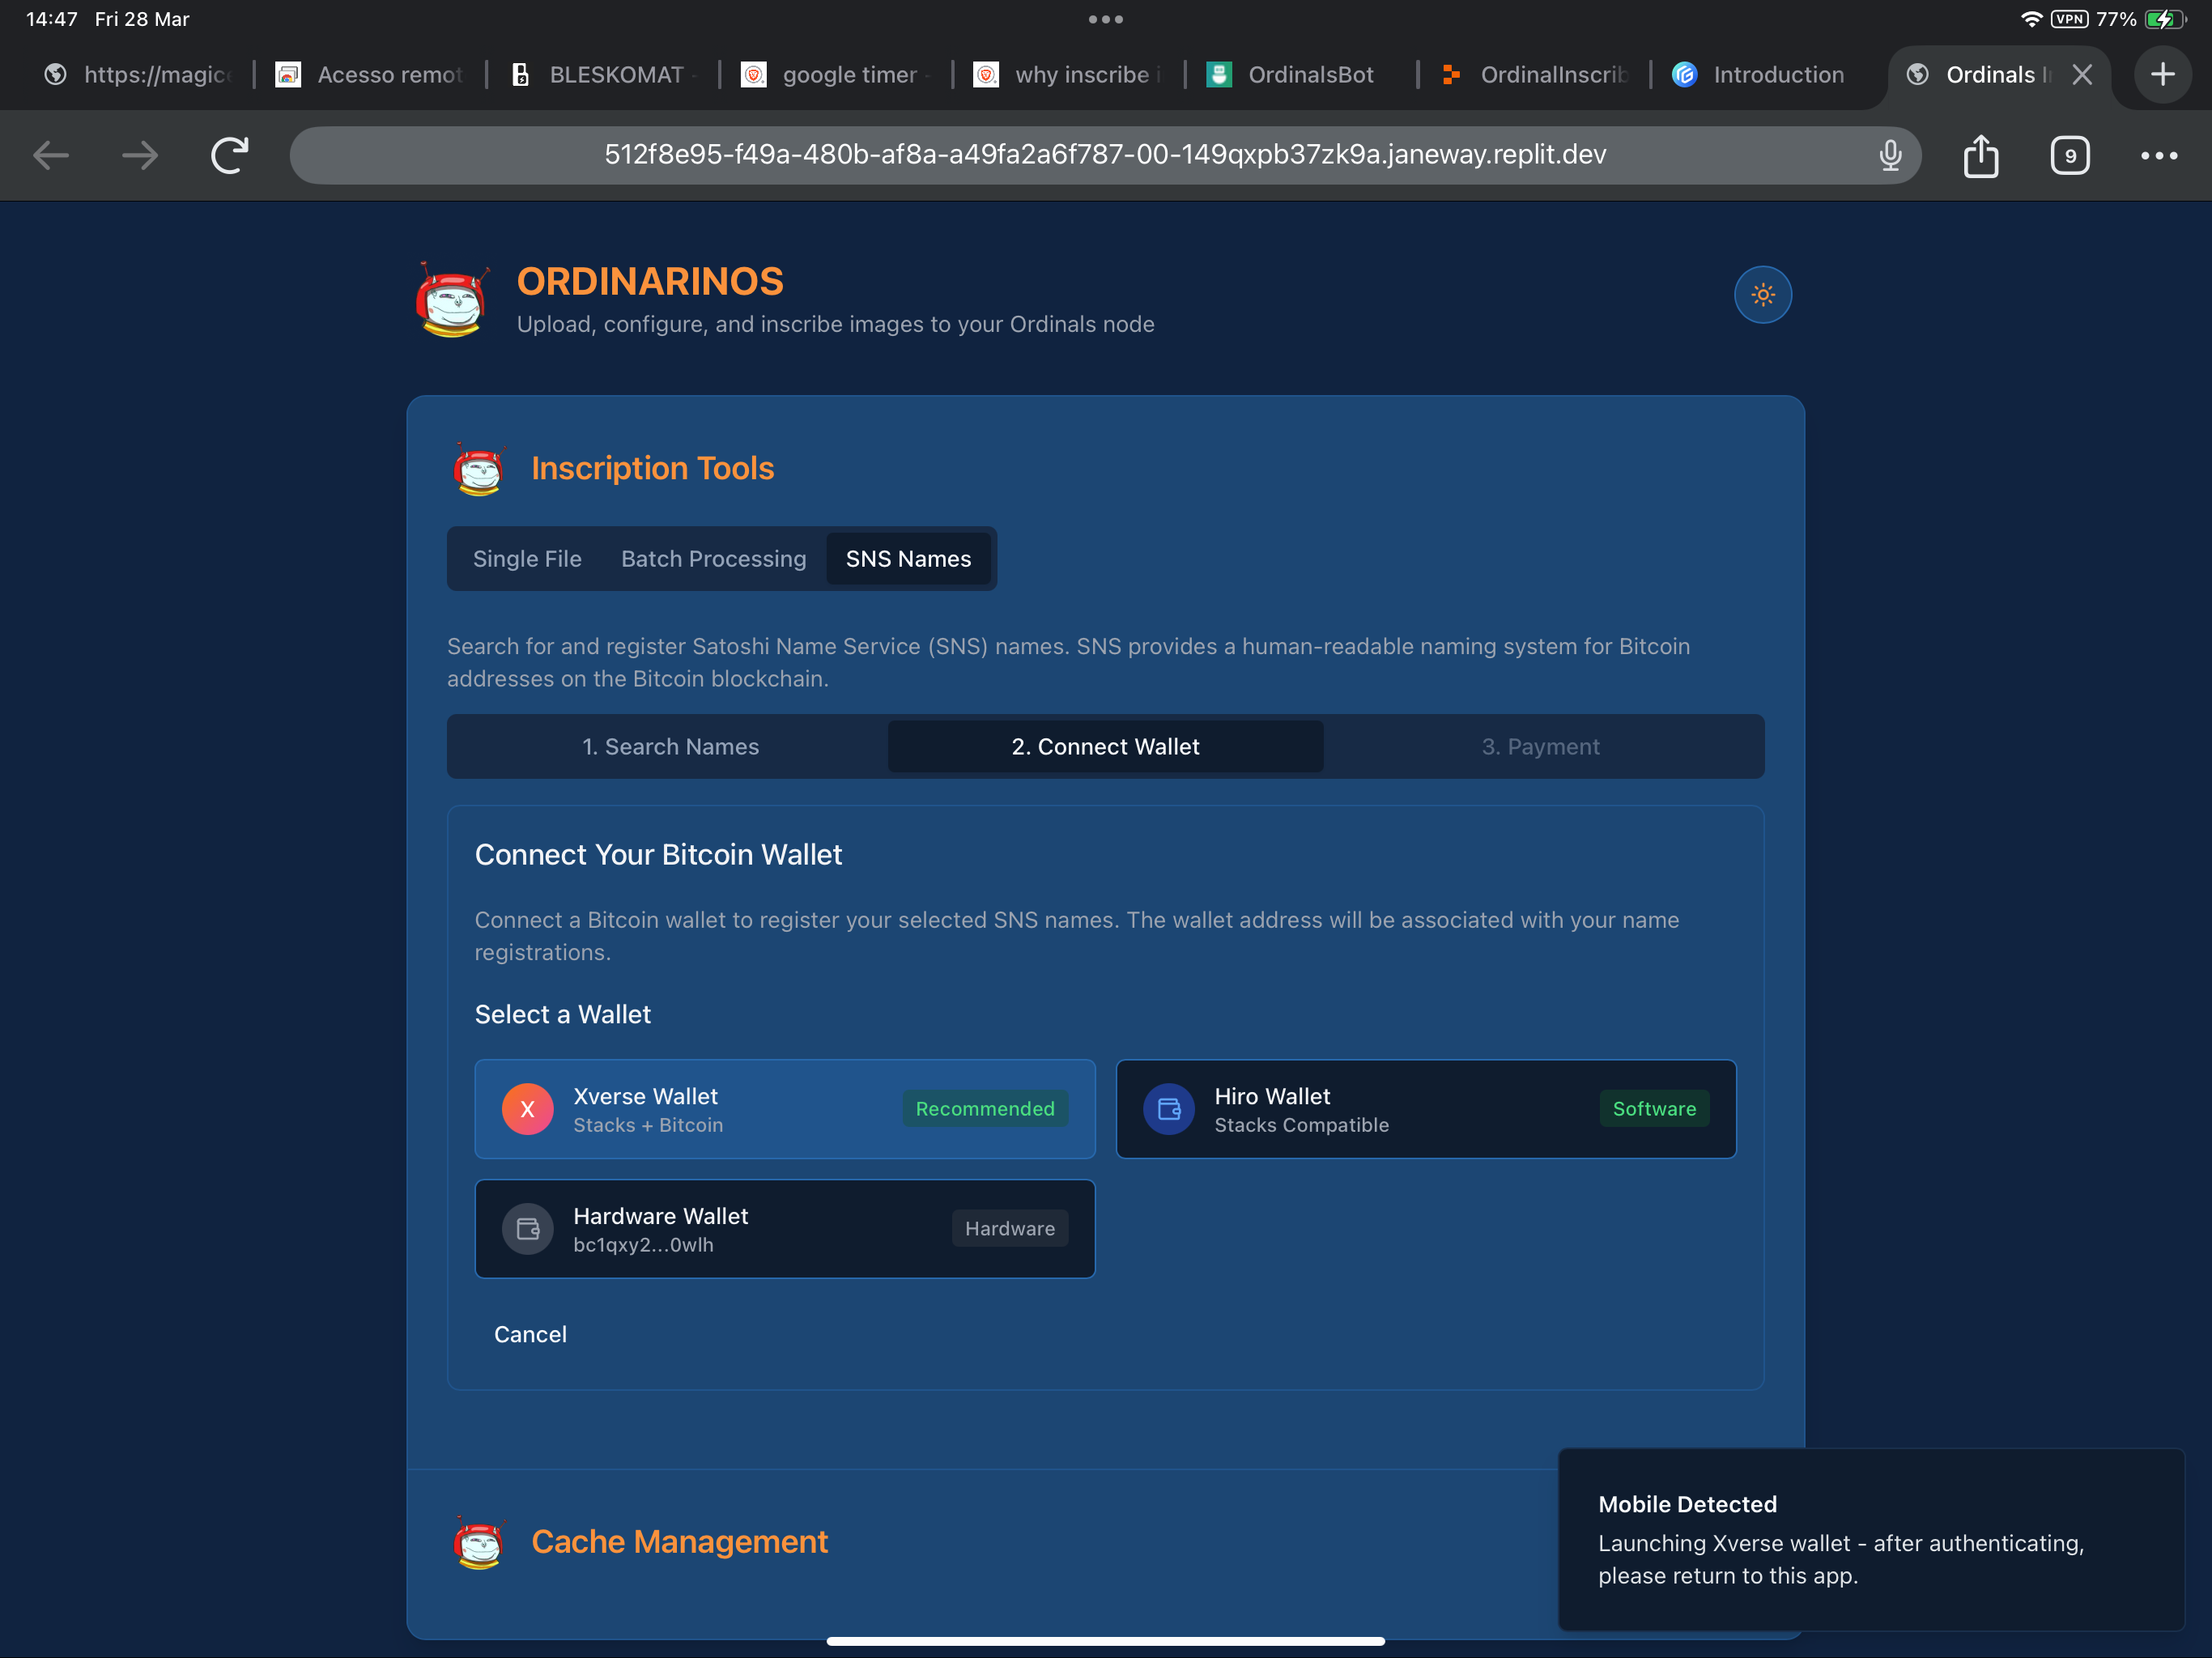 14:47 Fri 28 Mar
VPN 77%
https://magic
Acesso remot
BLESKOMAT -
google timer -
why inscribe i
OrdinalsBot
OrdinalInscrib
Introduction
Ordinals I
512f8e95-f49a-480b-af8a-a49fa2a6f787-00-149qxpb37zk9a.janeway.replit.dev
9
ORDINARINOS
Upload, configure, and inscribe images to your Ordinals node
Inscription Tools
Single File
Batch Processing
SNS Names
Search for and register Satoshi Name Service (SNS) names. SNS provides a human-readable naming system for Bitcoin
addresses on the Bitcoin blockchain.
1. Search Names
2. Connect Wallet
3. Payment
Connect Your Bitcoin Wallet
Connect a Bitcoin wallet to register your selected SNS names. The wallet address will be associated with your name
registrations.
Select a Wallet
X
Xverse Wallet
Stacks + Bitcoin
Recommended
Hiro Wallet
Stacks Compatible
Software
Hardware Wallet
bc1qxy2...0wlh
Hardware
Cancel
Cache Management
Mobile Detected
Launching Xverse wallet - after authenticating,
please return to this app.